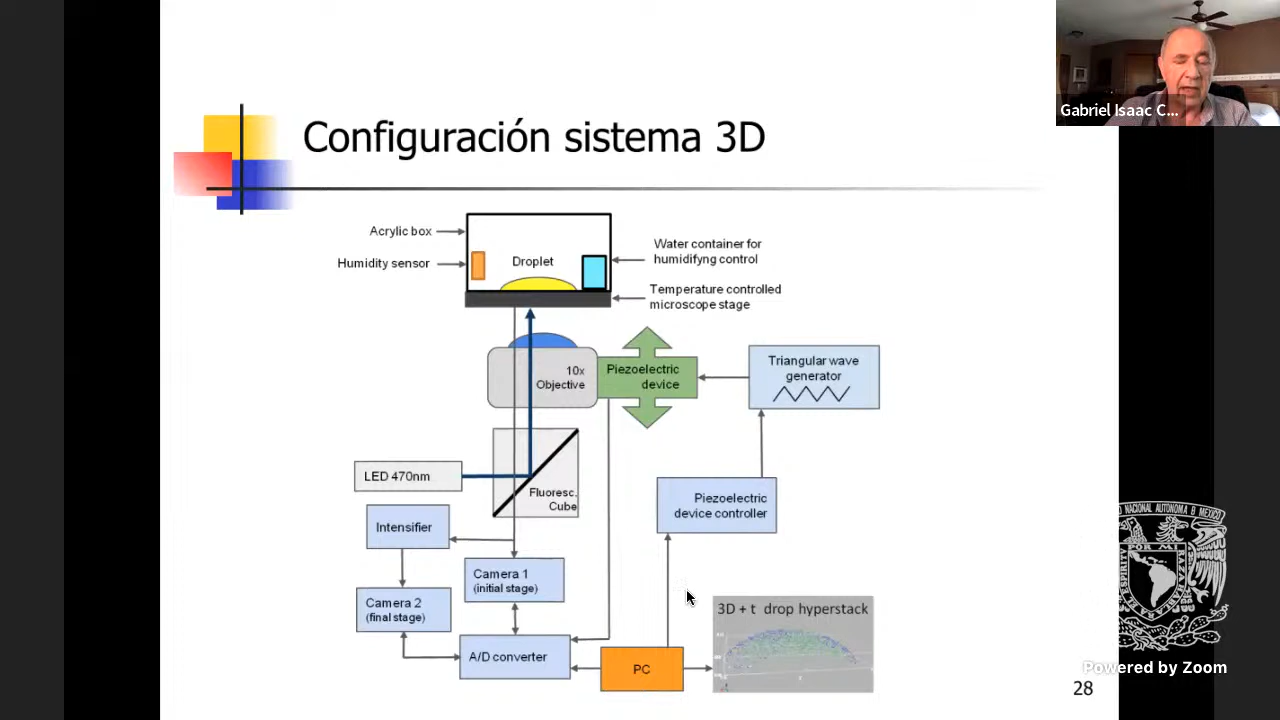 Gabriel Isaac C...
Configuración sistema 3D
Acrylic box
Humidity sensor
Droplet
Water container for
humidifyng control
Temperature controlled
microscope stage
10x
Objective
Piezoelectric
device
Triangular wave
generator
LED 470nm
Fluoresc.
Cube
Piezoelectric
device controller
Intensifier
Camera 1
(initial stage)
Camera 2
(final stage)
A/D converter
PC
3D + t drop hyperstack
Powered by Zoom
28